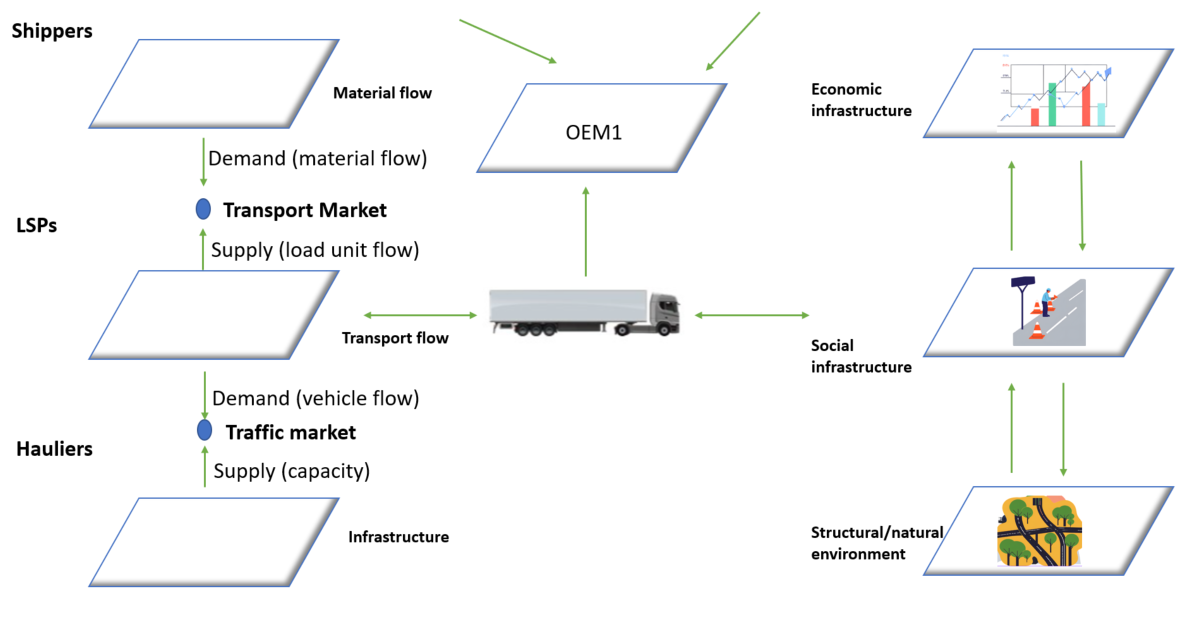 Shippers
Material flow
Demand (material flow)
Transport Market
LSPs
Supply (load unit flow)
Transport flow
Demand (vehicle flow)
Traffic market
Hauliers
Supply (capacity)
Infrastructure
OEM1
Economic
infrastructure
Social
infrastructure
Structural/natural
environment